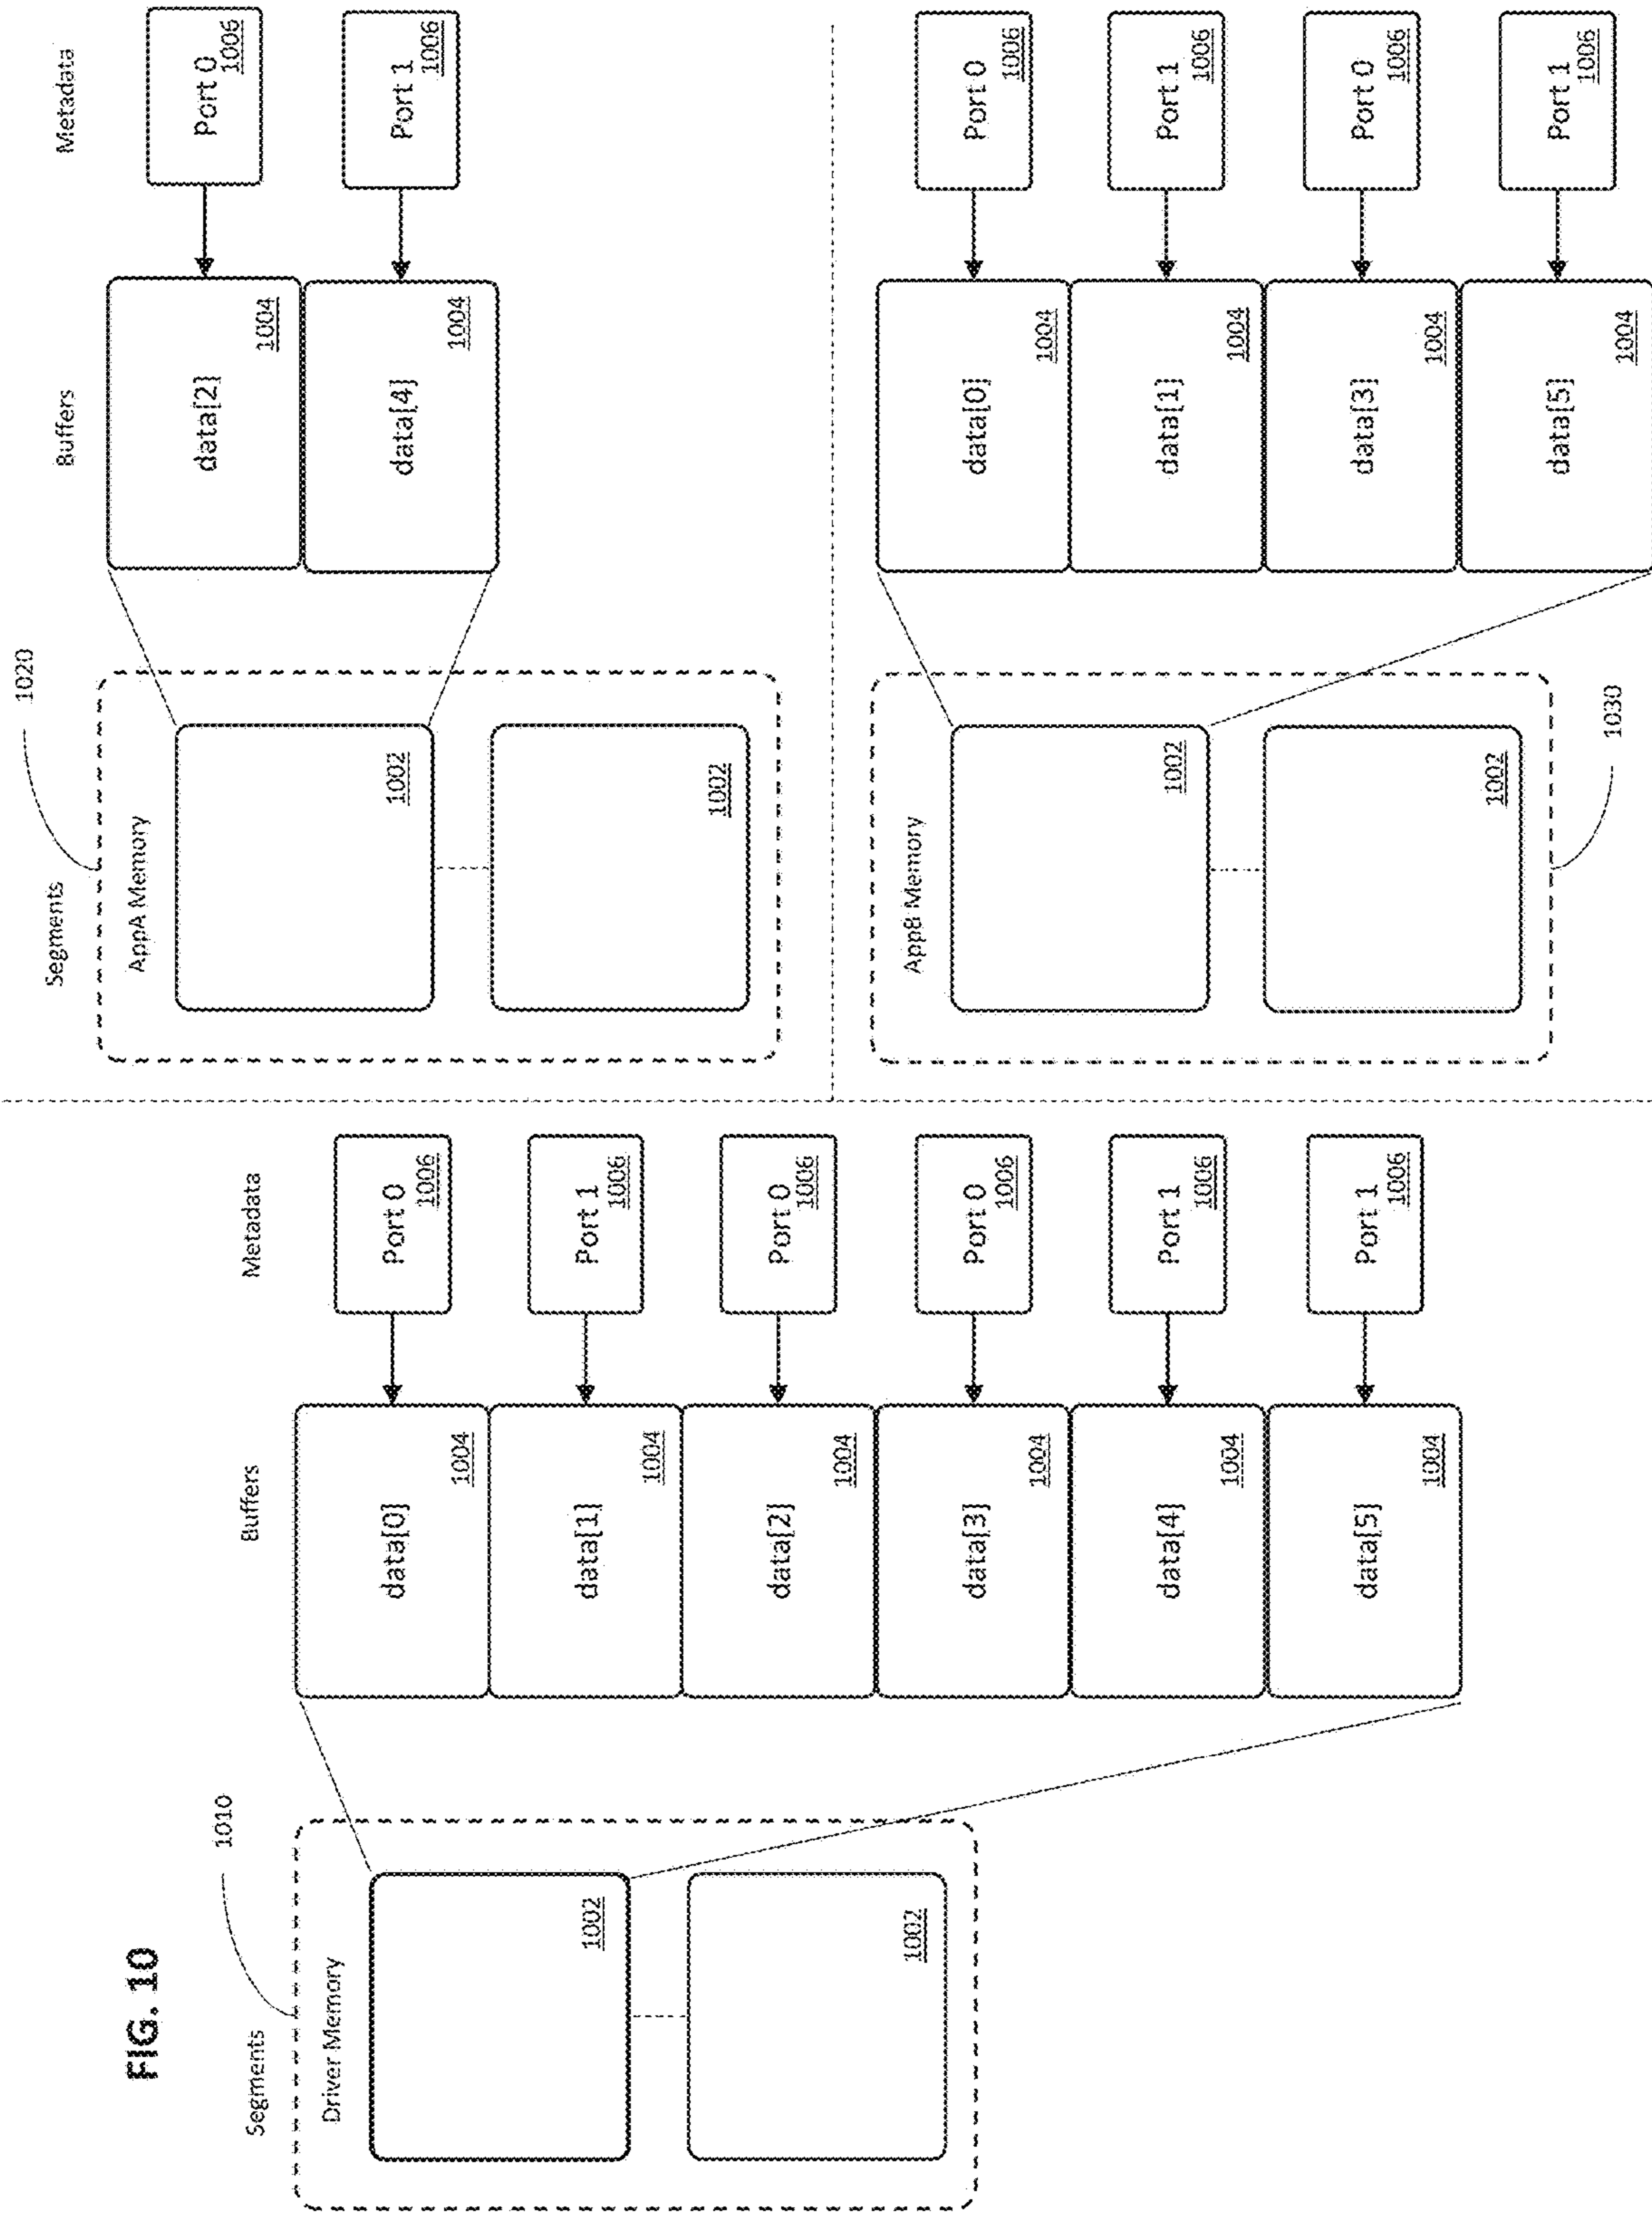 FIG. 10
1010
Segments
Buffers
Metadata
Driver Memory
1002
1002
data[0]
1004
Port 0
1006
data[1]
1004
Port 1
1006
data[2]
1004
Port 0
1006
data[3]
1004
Port 0
1006
data[4]
1004
Port 1
1006
data[5]
1004
Port 1
1006
1020
Segments
Buffers
Metadata
AppA Memory
1002
1002
data[2]
1004
Port 0
1006
data[4]
1004
Port 1
1006
AppB Memory
1002
1002
1030
data[0]
1004
Port 0
1006
data[1]
1004
Port 1
1006
data[3]
1004
Port 0
1006
data[5]
1004
Port 1
1006